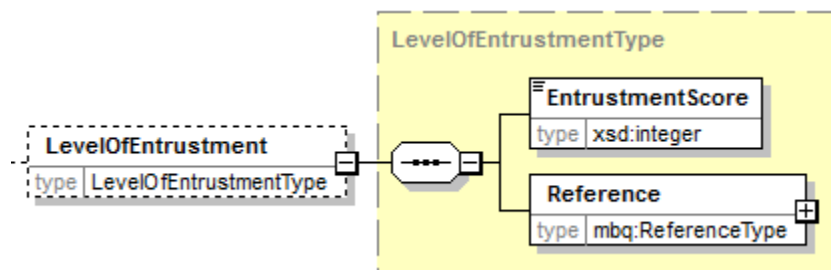 LevelOfEntrustmentType
EntrustmentScore
type xsd:integer
LevelOfEntrustment
type LevelOfEntrustmentType
Reference
type mbq:ReferenceType